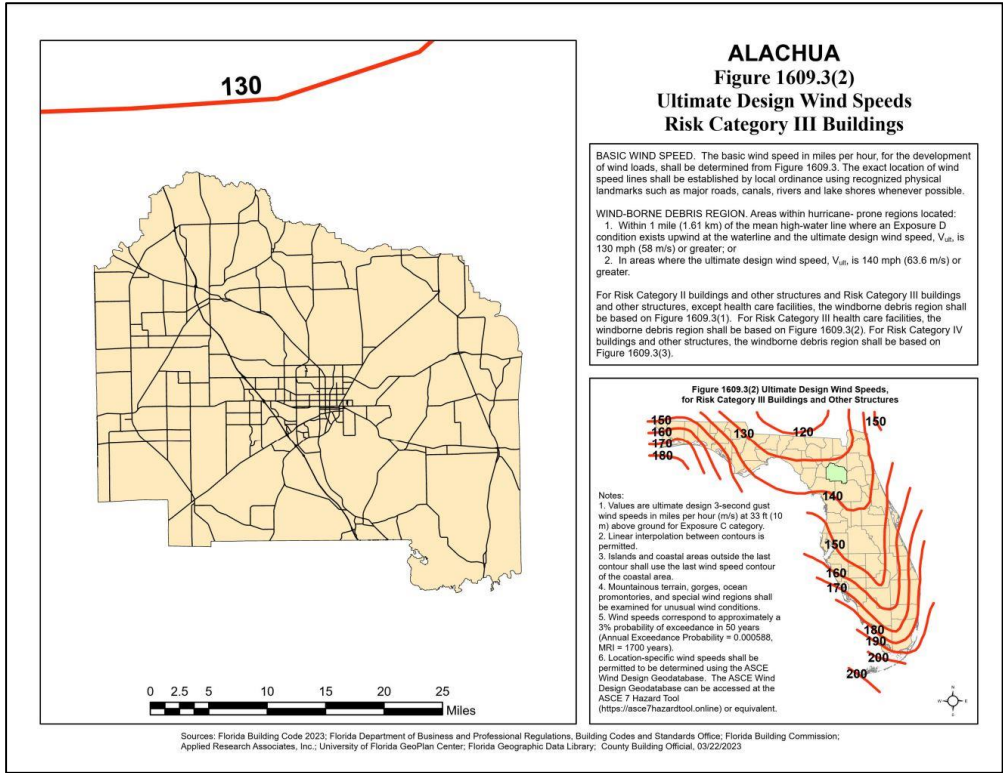 130
ALACHUA
Figure 1609.3(2)
Ultimate Design Wind Speeds
Risk Category III Buildings
BASIC WIND SPEED. The basic wind speed in miles per hour, for the development
of wind loads, shall be determined from Figure 1609.3. The exact location of wind
speed lines shall be established by local ordinance using recognized physical
landmarks such as major roads, canals, rivers and lake shores whenever possible.
WIND-BORNE DEBRIS REGION. Areas within hurricane- prone regions located:
1. Within 1 mile (1.61 km) of the mean high-water line where an Exposure D
condition exists upwind at the waterline and the ultimate design wind speed, Vult, is
130 mph (58 m/s) or greater; or
2. In areas where the ultimate design wind speed, Vult, is 140 mph (63.6 m/s) or
greater.
For Risk Category II buildings and other structures and Risk Category III buildings
and other structures, except health care facilities, the windborne debris region shall
be based on Figure 1609.3(1). For Risk Category III health care facilities, the
windborne debris region shall be based on Figure 1609.3(2). For Risk Category IV
buildings and other structures, the windborne debris region shall be based on
Figure 1609.3(3).
Figure 1609.3(2) Ultimate Design Wind Speeds,
for Risk Category III Buildings and Other Structures
150
160
170
180
130
120
150
140
150
160
170
180
190
200
200
Notes:
1. Values are ultimate design 3-second gust
wind speeds in miles per hour (m/s) at 33 ft (10
m) above ground for Exposure C category.
2. Linear interpolation between contours is
permitted.
3. Islands and coastal areas outside the last
contour shall use the last wind speed contour
of the coastal area.
4. Mountainous terrain, gorges, ocean
promontories, and special wind regions shall
be examined for unusual wind conditions.
5. Wind speeds correspond to approximately a
3% probability of exceedance in 50 years
(Annual Exceedance Probability = 0.000588,
MRI = 1700 years).
6. Location-specific wind speeds shall be
permitted to be determined using the ASCE
Wind Design Geodatabase. The ASCE Wind
Design Geodatabase can be accessed at the
ASCE 7 Hazard Tool
(https://asce7hazardtool.online) or equivalent.
N
W E
S
0 2.5 5 10 15 20 25
Miles
Sources: Florida Building Code 2023; Florida Department of Business and Professional Regulations, Building Codes and Standards Office; Florida Building Commission;
Applied Research Associates, Inc.; University of Florida GeoPlan Center; Florida Geographic Data Library; County Building Official, 03/22/2023